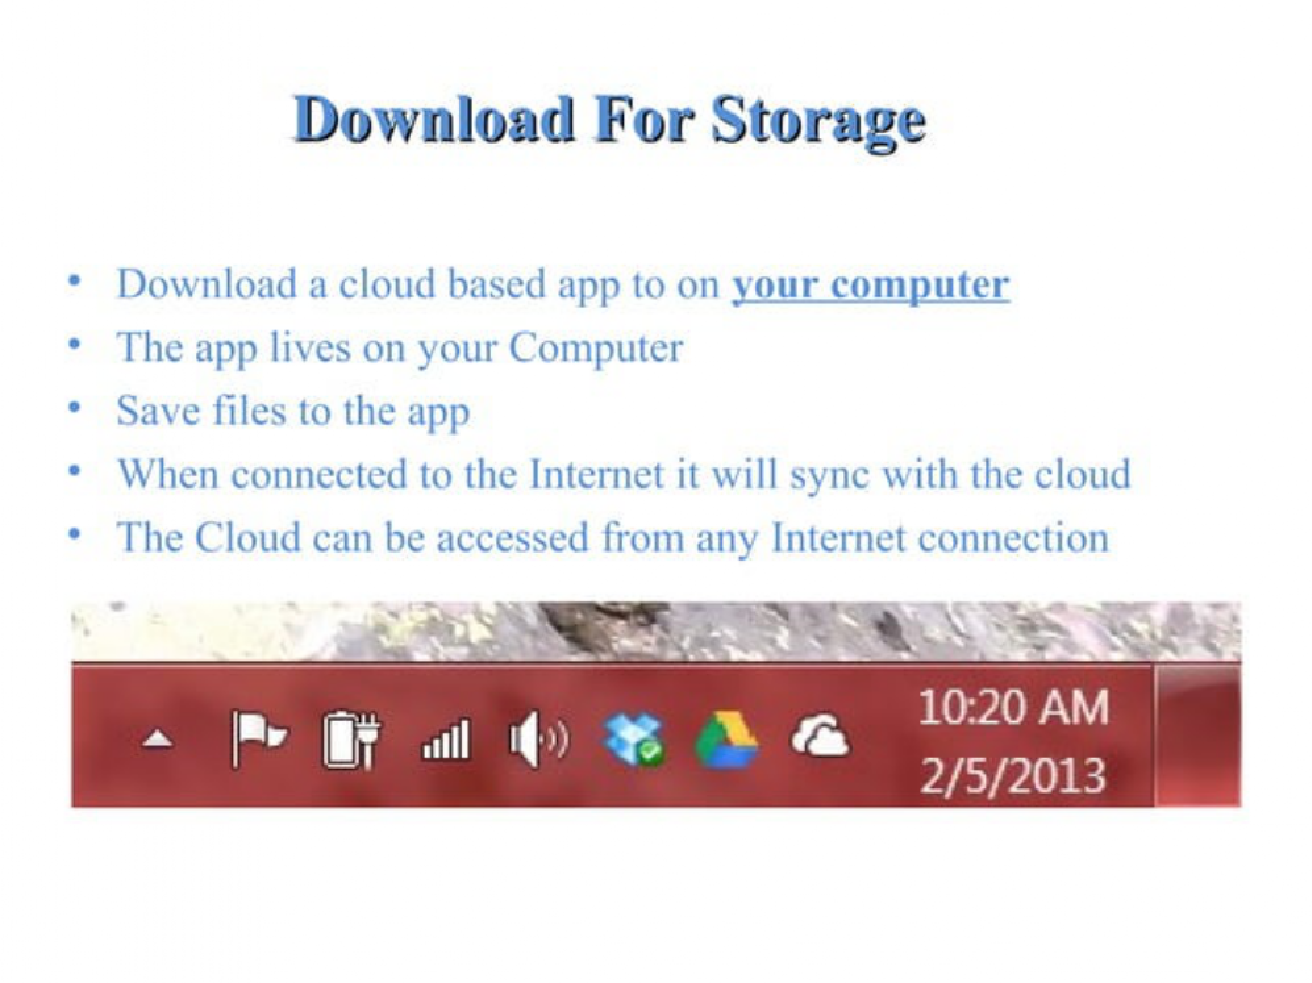 Download For Storage
• Download a cloud based app to on your computer
• The app lives on your Computer
• Save files to the app
• When connected to the Internet it will sync with the cloud
• The Cloud can be accessed from any Internet connection
10:20 AM
2/5/2013